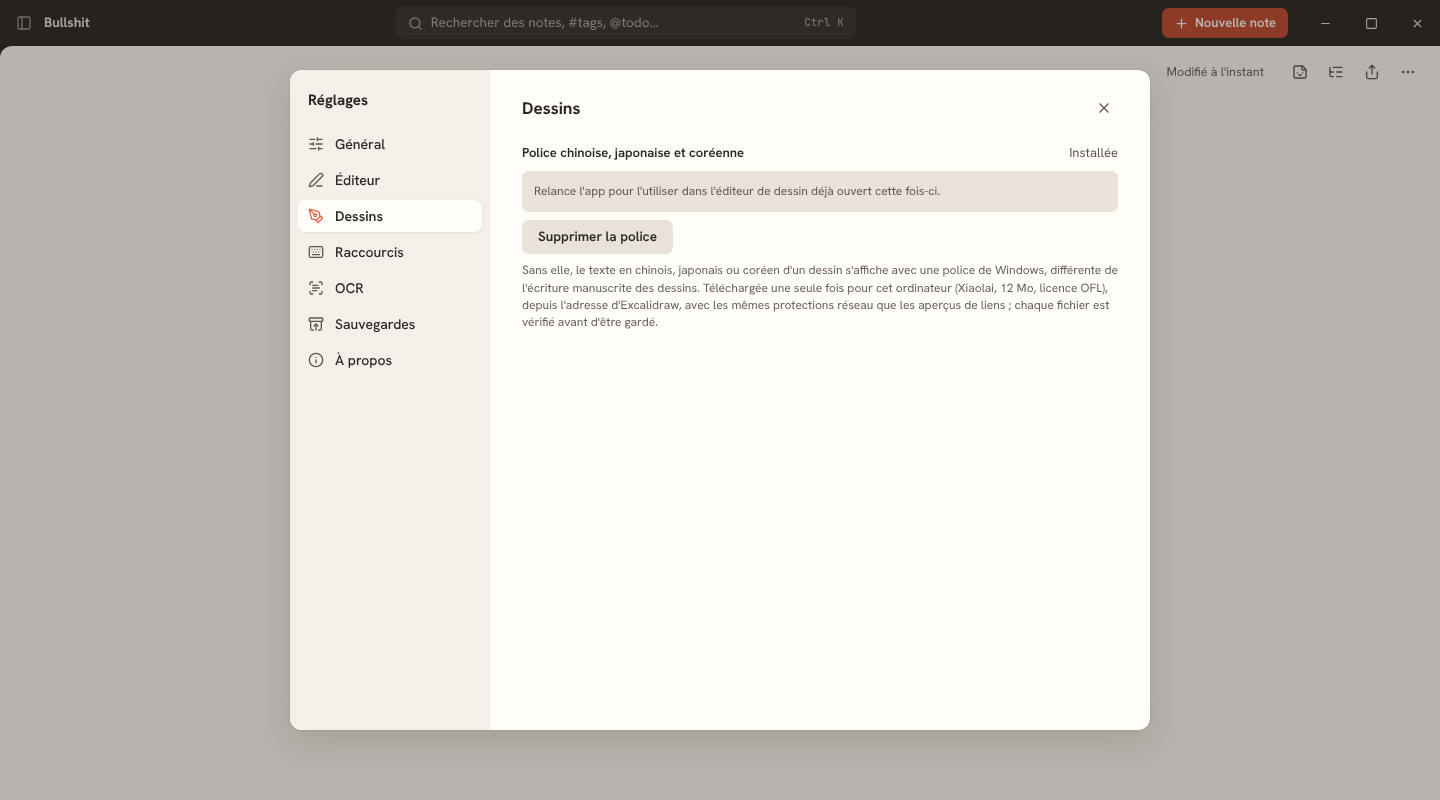 Bullshit
Rechercher des notes, #tags, @todo...
Ctrl K
Nouvelle note
Modifié à l'instant
Réglages
Général
Éditeur
Dessins
Raccourcis
OCR
Sauvegardes
À propos
Dessins
Police chinoise, japonaise et coréenne
Installée
Relance l'app pour l'utiliser dans l'éditeur de dessin déjà ouvert cette fois-ci.
Supprimer la police
Sans elle, le texte en chinois, japonais ou coréen d'un dessin s'affiche avec une police de Windows, différente de
l'écriture manuscrite des dessins. Téléchargée une seule fois pour cet ordinateur (Xiaolai, 12 Mo, licence OFL),
depuis l'adresse d'Excalidraw, avec les mêmes protections réseau que les aperçus de liens ; chaque fichier est
vérifié avant d'être gardé.